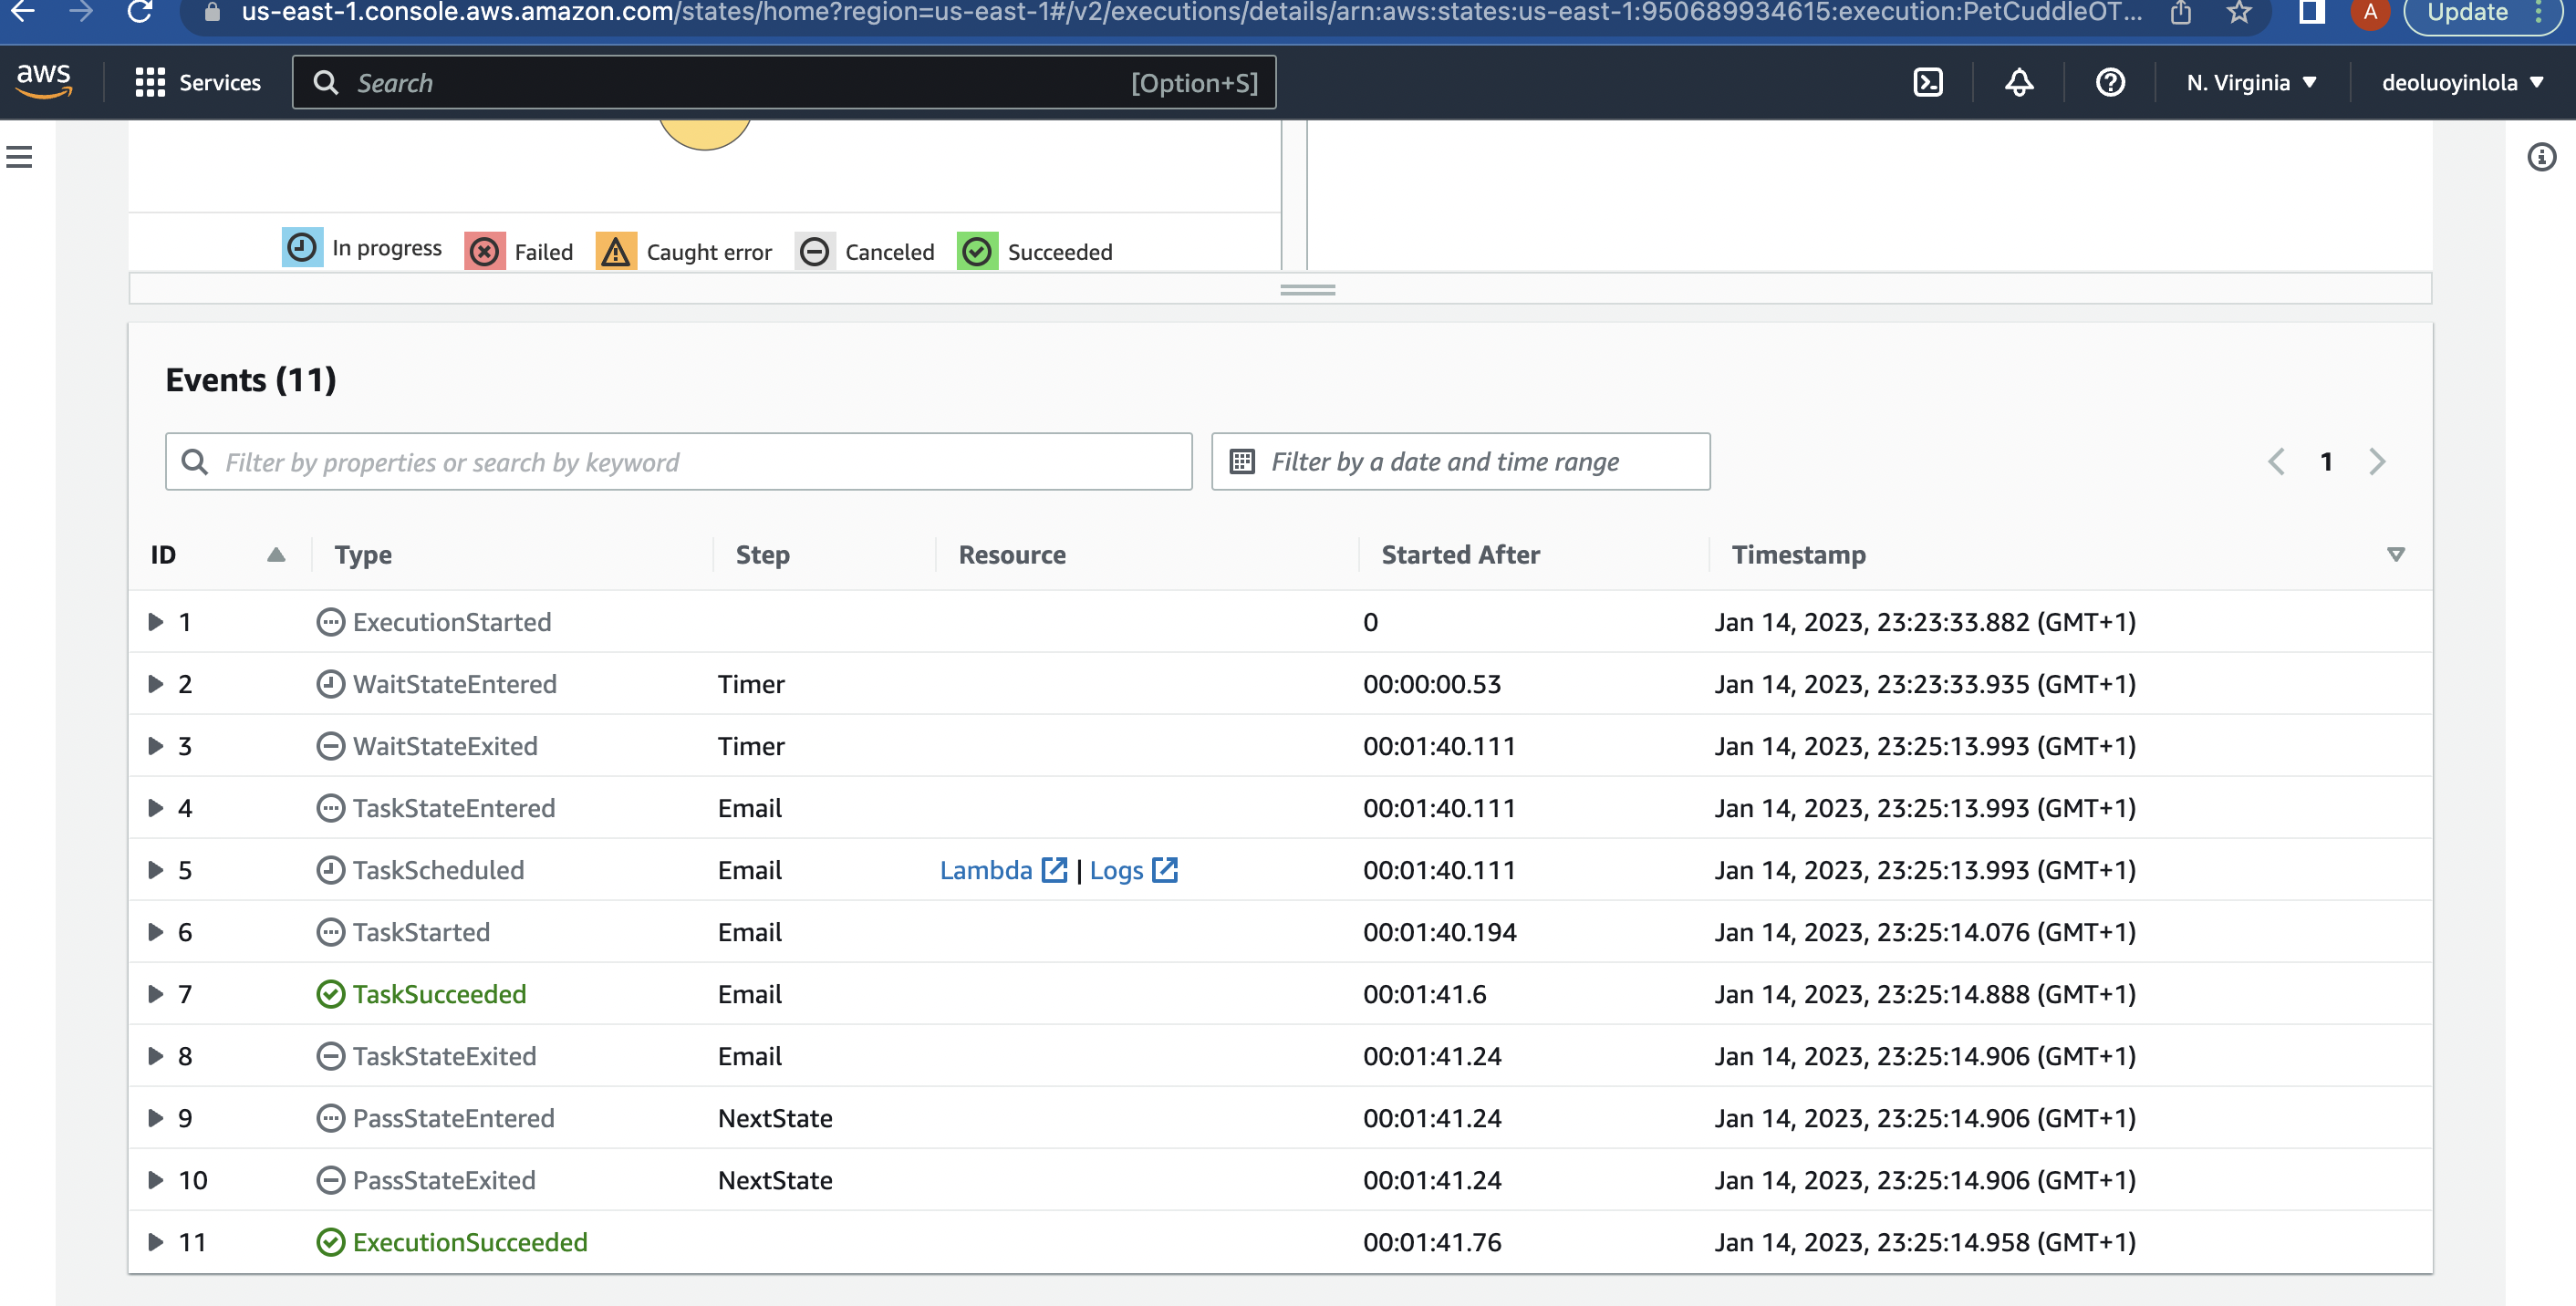 us-east-1.console.aws.amazon.com/states/home?region=us-east-1#/v2/executions/details/arn:aws:states:us-east-1:950689934615:execution:PetCuddleOT... A Update
aws Services Search [Option+S] N. Virginia deoluoyinlola
In progress Failed Caught error Canceled Succeeded
Events (11)
Filter by properties or search by keyword Filter by a date and time range 1
ID Type Step Resource Started After Timestamp
1 ExecutionStarted 0 Jan 14, 2023, 23:23:33.882 (GMT+1)
2 WaitStateEntered Timer 00:00:00.53 Jan 14, 2023, 23:23:33.935 (GMT+1)
3 WaitStateExited Timer 00:01:40.111 Jan 14, 2023, 23:25:13.993 (GMT+1)
4 TaskStateEntered Email 00:01:40.111 Jan 14, 2023, 23:25:13.993 (GMT+1)
5 TaskScheduled Email Lambda | Logs 00:01:40.111 Jan 14, 2023, 23:25:13.993 (GMT+1)
6 TaskStarted Email 00:01:40.194 Jan 14, 2023, 23:25:14.076 (GMT+1)
7 TaskSucceeded Email 00:01:41.6 Jan 14, 2023, 23:25:14.888 (GMT+1)
8 TaskStateExited Email 00:01:41.24 Jan 14, 2023, 23:25:14.906 (GMT+1)
9 PassStateEntered NextState 00:01:41.24 Jan 14, 2023, 23:25:14.906 (GMT+1)
10 PassStateExited NextState 00:01:41.24 Jan 14, 2023, 23:25:14.906 (GMT+1)
11 ExecutionSucceeded 00:01:41.76 Jan 14, 2023, 23:25:14.958 (GMT+1)